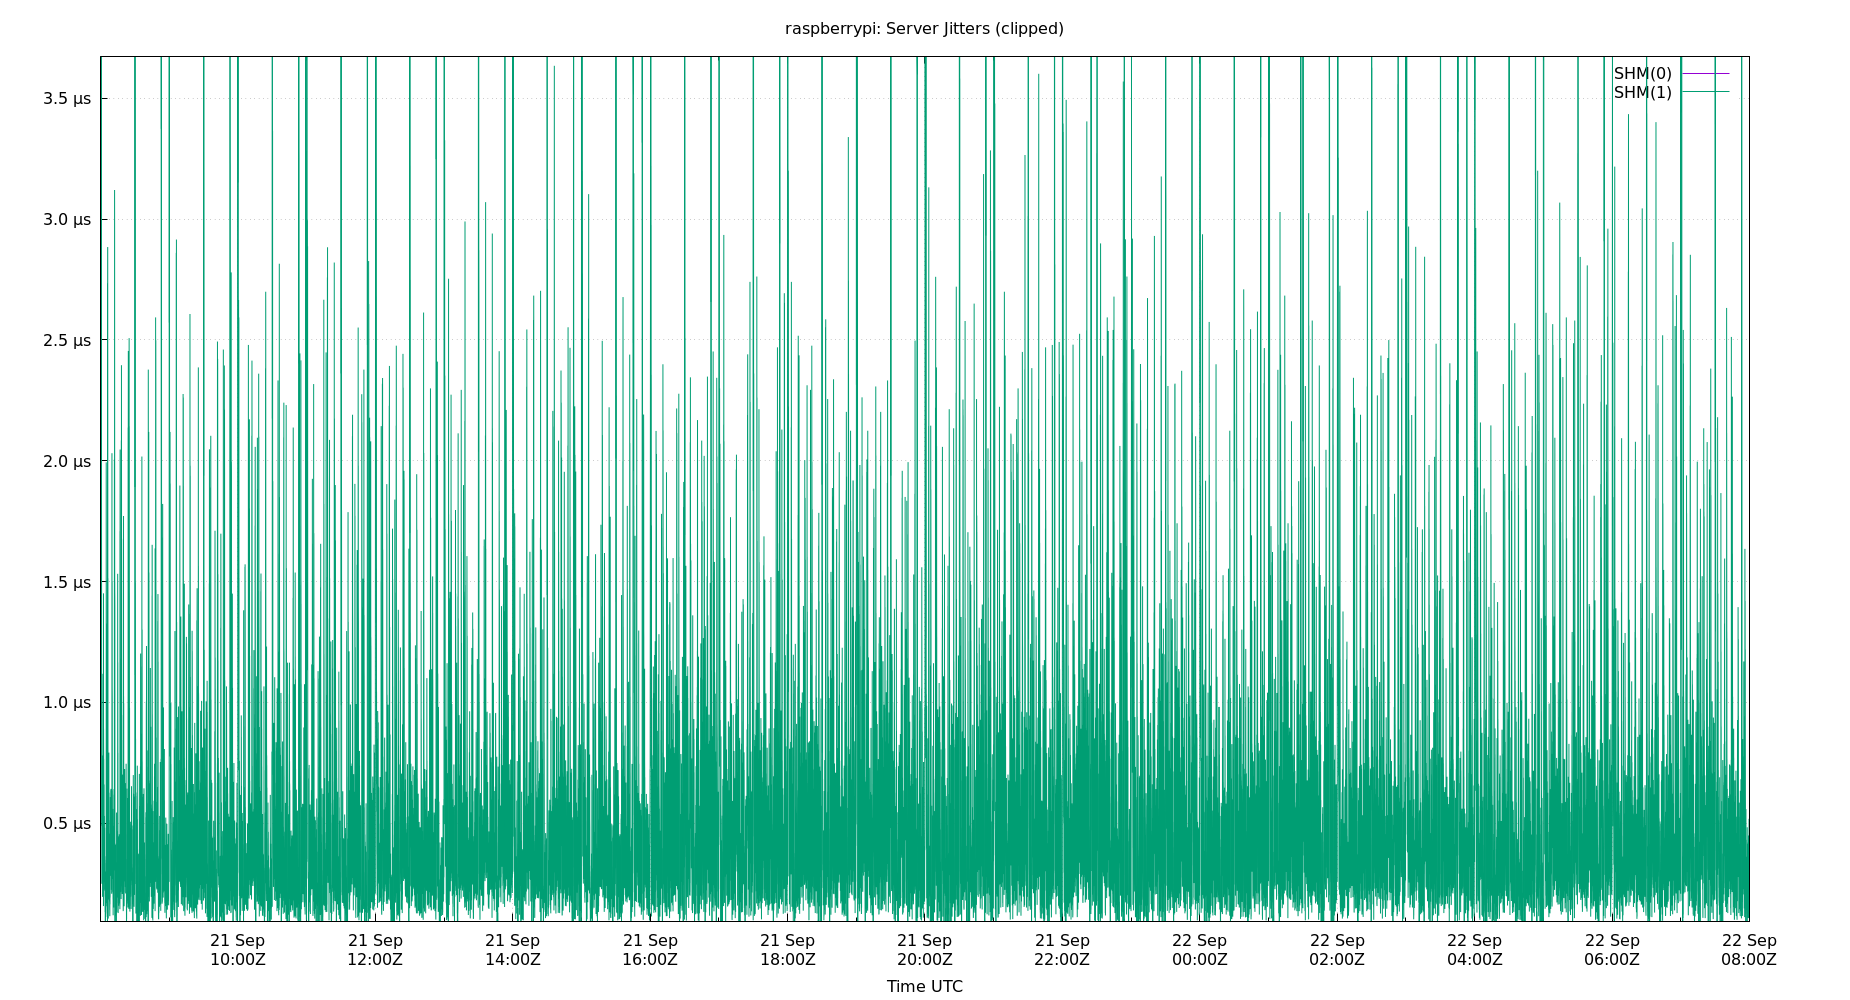 raspberrypi: Server Jitters (clipped)
SHM(0)
SHM(1)
3.5 μs
3.0 μs
2.5 μs
2.0 μs
1.5 μs
1.0 μs
0.5 μs
21 Sep 21 Sep 21 Sep 21 Sep 21 Sep 21 Sep 21 Sep 22 Sep 22 Sep 22 Sep 22 Sep 22 Sep
10:00Z 12:00Z 14:00Z 16:00Z 18:00Z 20:00Z 22:00Z 00:00Z 02:00Z 04:00Z 06:00Z 08:00Z
Time UTC